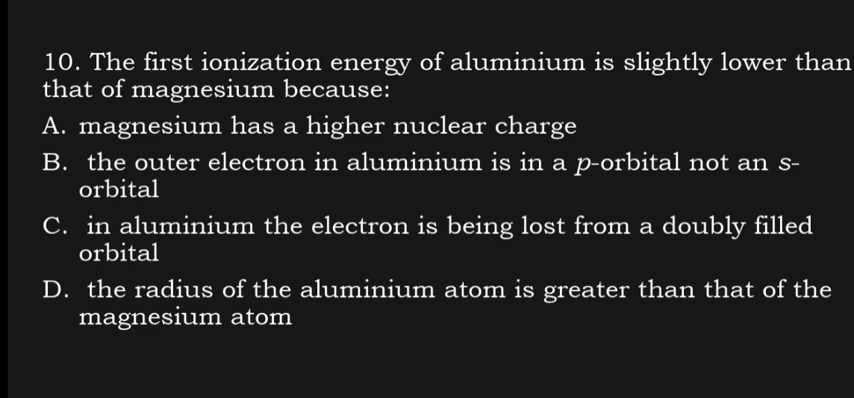 10. The first ionization energy of aluminium is slightly lower than
that of magnesium because:
A. magnesium has a higher nuclear charge
B. the outer electron in aluminium is in a p-orbital not an s-
orbital
C. in aluminium the electron is being lost from a doubly filled
orbital
D. the radius of the aluminium atom is greater than that of the
magnesium atom